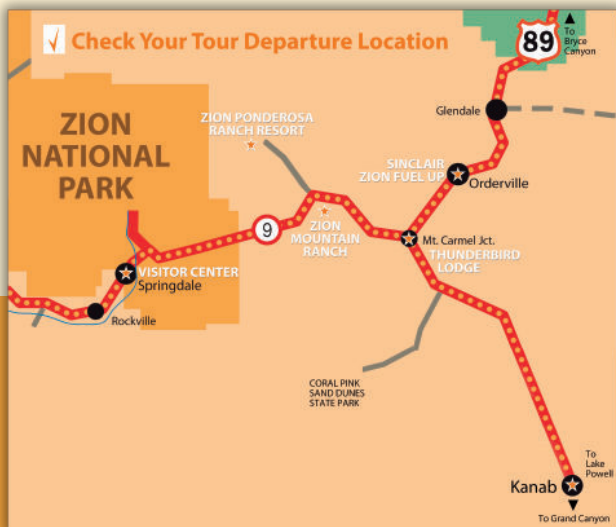 Check Your Tour Departure Location
89
To
Bryce
Canyon
ZION
NATIONAL
PARK
ZION PONDEROSA
RANCH RESORT
Glendale
SINCLAIR
ZION FUEL UP
Orderville
9
ZION
MOUNTAIN
RANCH
Mt. Carmel Jct.
THUNDERBIRD
LODGE
VISITOR CENTER
Springdale
Rockville
CORAL PINK
SAND DUNES
STATE PARK
To
Lake
Powell
Kanab
To Grand Canyon